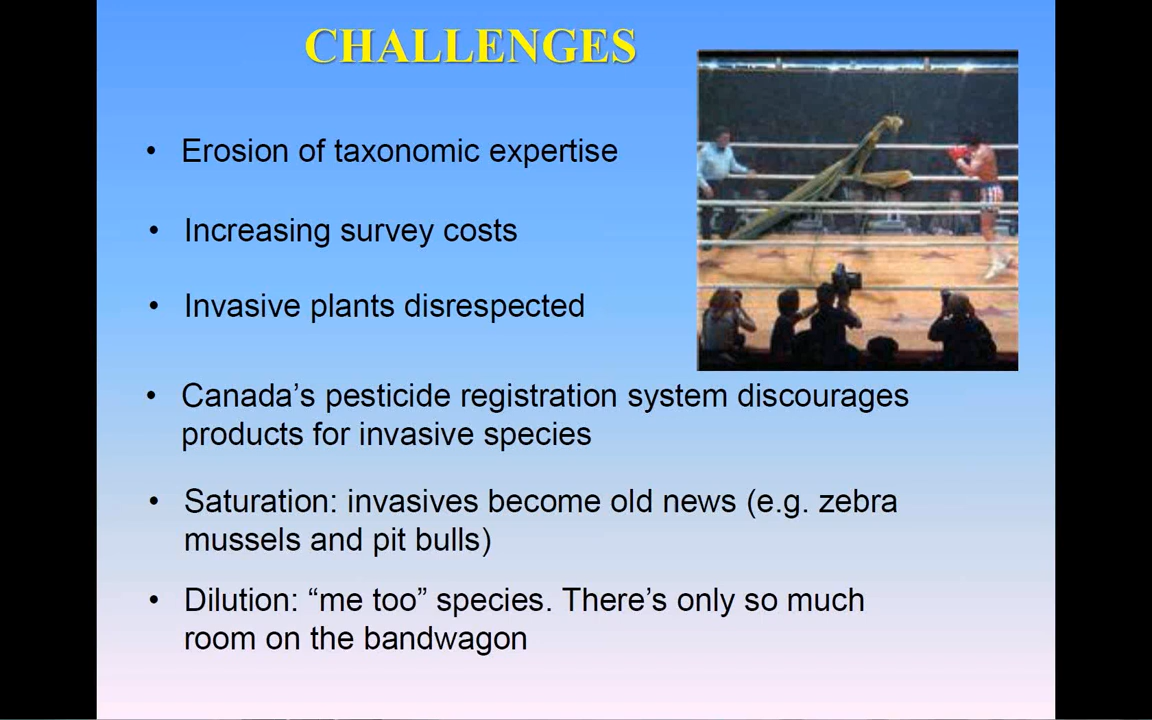 CHALLENGES
• Erosion of taxonomic expertise
• Increasing survey costs
• Invasive plants disrespected
• Canada’s pesticide registration system discourages
products for invasive species
• Saturation: invasives become old news (e.g. zebra
mussels and pit bulls)
• Dilution: “me too” species. There’s only so much
room on the bandwagon